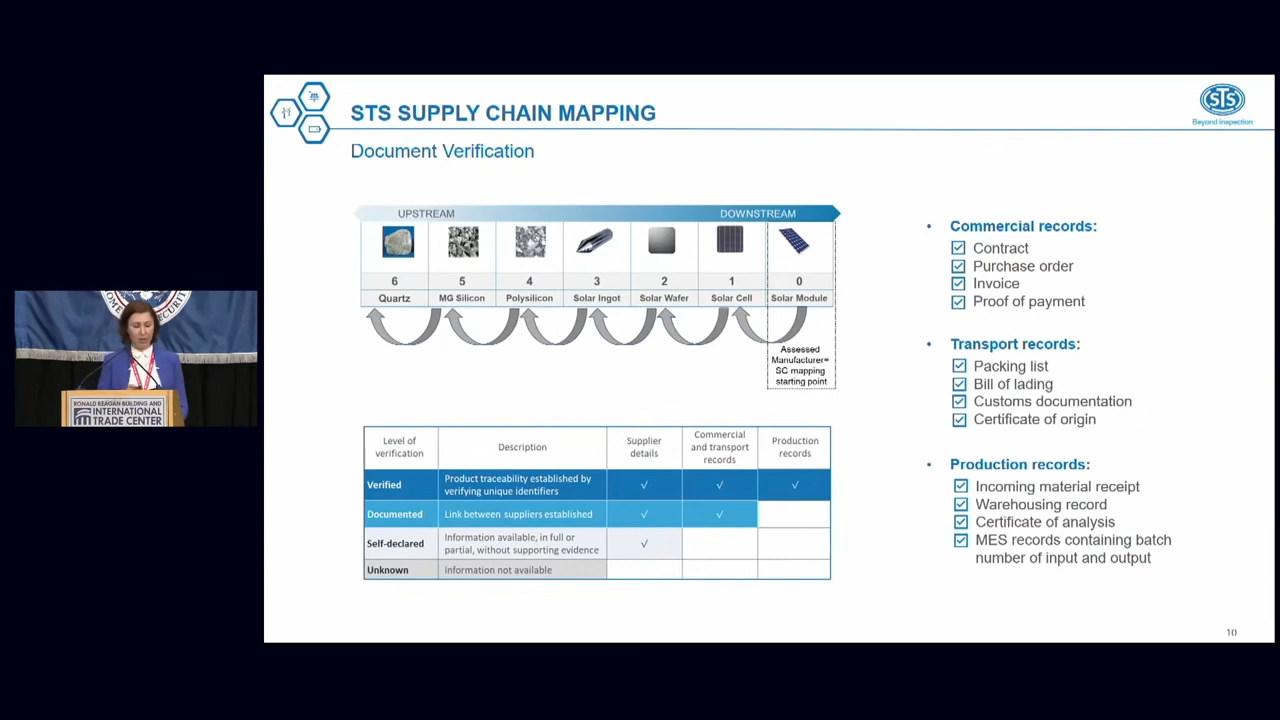 STS SUPPLY CHAIN MAPPING
STS
Beyond Inspection
Document Verification
UPSTREAM
DOWNSTREAM
6
5
4
3
2
1
0
Quartz
MG Silicon
Polysilicon
Solar Ingot
Solar Wafer
Solar Cell
Solar Module
Assessed
Manufacturer=
SC mapping
starting point
Level of
verification
Description
Supplier
details
Commercial
and transport
records
Production
records
Verified
Product traceability established by
verifying unique identifiers
√
√
√
Documented
Link between suppliers established
√
√
Self-declared
Information available, in full or
partial, without supporting evidence
√
Unknown
Information not available
• Commercial records:
Contract
Purchase order
Invoice
Proof of payment
• Transport records:
Packing list
Bill of lading
Customs documentation
Certificate of origin
• Production records:
Incoming material receipt
Warehousing record
Certificate of analysis
MES records containing batch
number of input and output
10
RONALD REAGAN BUILDING AND
INTERNATIONAL
TRADE CENTER